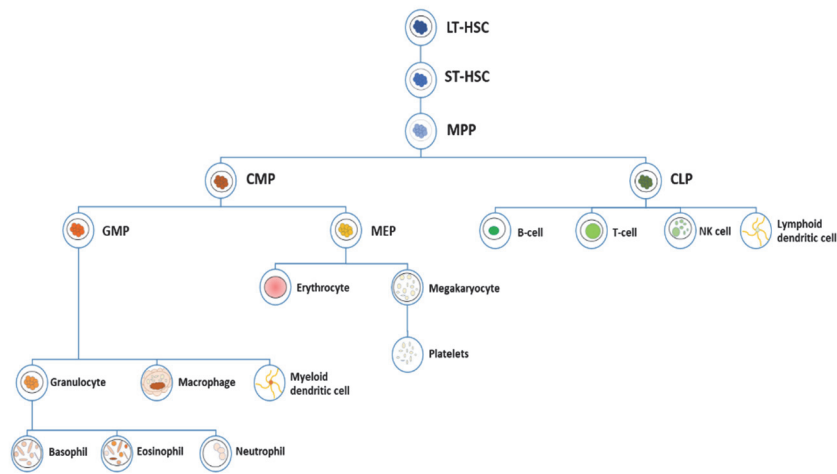 LT-HSC
ST-HSC
MPP
CMP
CLP
GMP
MEP
B-cell
T-cell
NK cell
Lymphoid
dendritic cell
Erythrocyte
Megakaryocyte
Platelets
Granulocyte
Macrophage
Myeloid
dendritic cell
Basophil
Eosinophil
Neutrophil